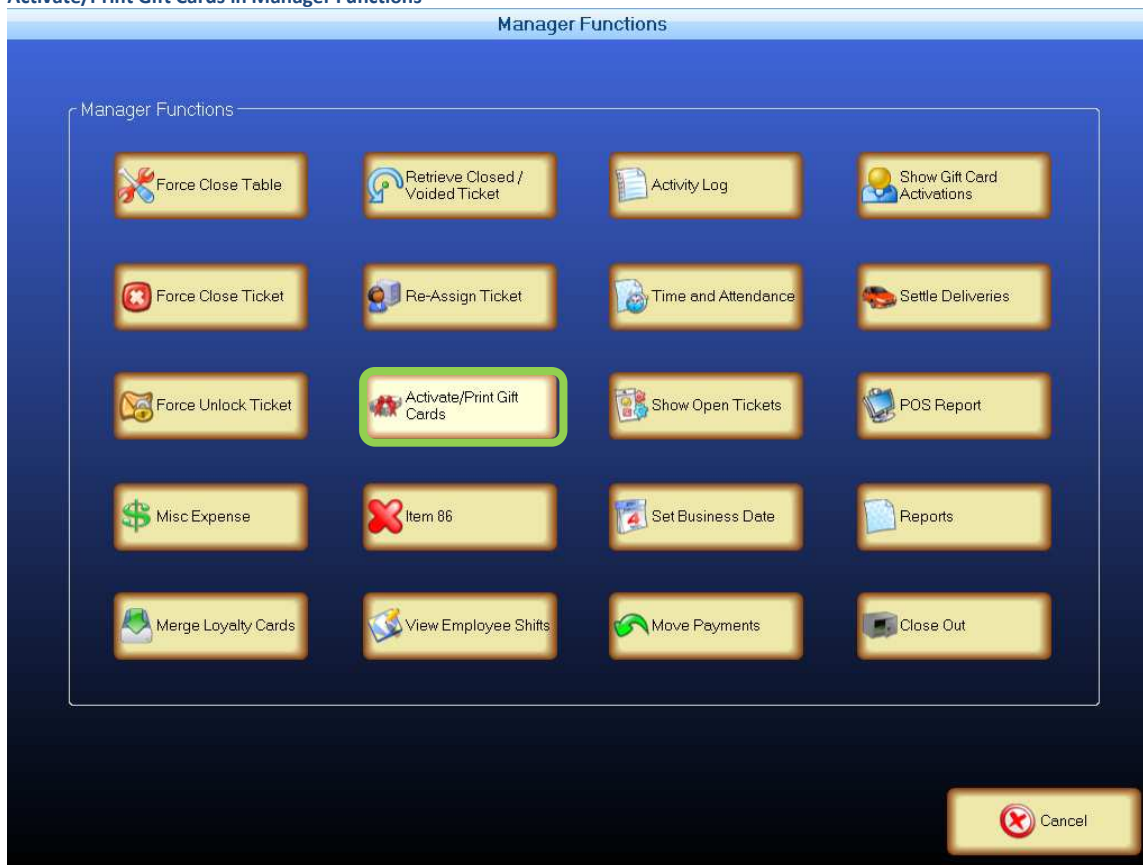 Activate/Print Gift Cards in Manager Functions
Manager Functions
Manager Functions
Force Close Table
Retrieve Closed /
Voided Ticket
Activity Log
Show Gift Card
Activations
Force Close Ticket
Re-Assign Ticket
Time and Attendance
Settle Deliveries
Force Unlock Ticket
Activate/Print Gift
Cards
Show Open Tickets
POS Report
Misc Expense
Item 86
Set Business Date
Reports
Merge Loyalty Cards
View Employee Shifts
Move Payments
Close Out
Cancel